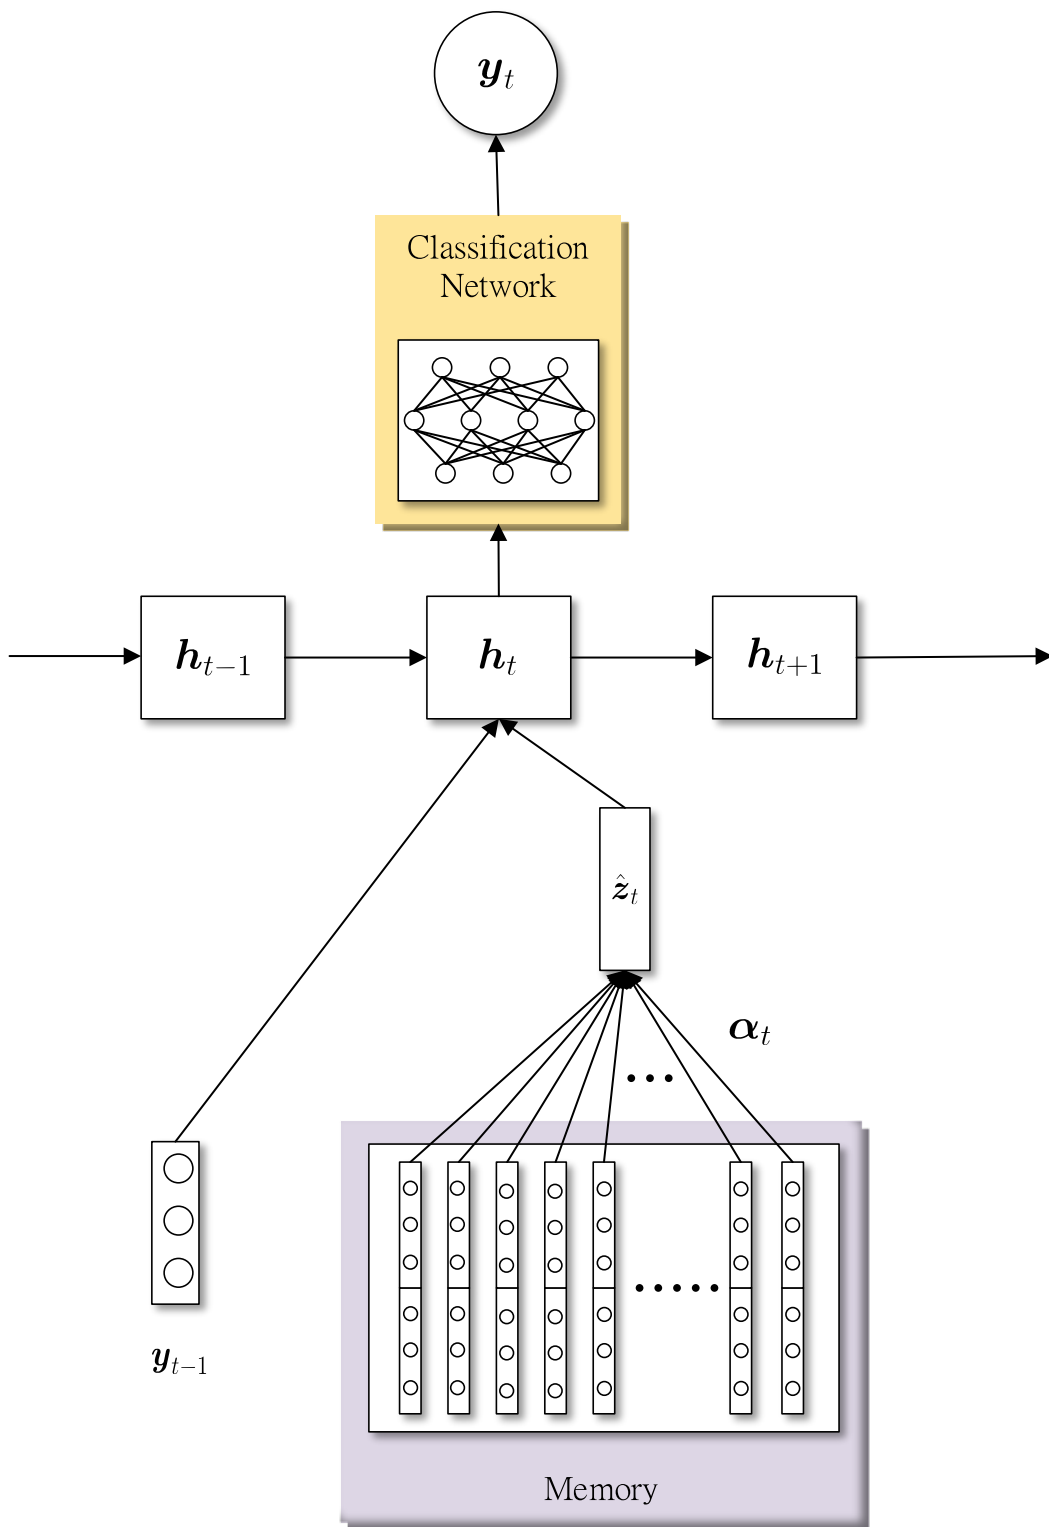 y_t
Classification
Network
h_{t-1}
h_t
h_{t+1}
ẑ_t
α_t
...
.....
y_{t-1}
Memory